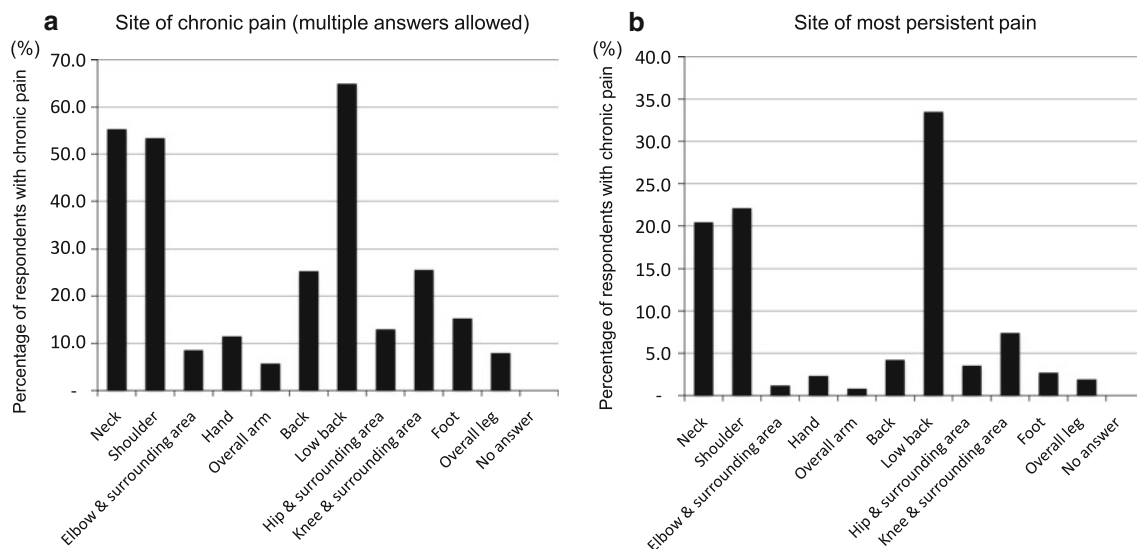 a Site of chronic pain (multiple answers allowed)
(%)
Percentage of respondents with chronic pain
70.0
60.0
50.0
40.0
30.0
20.0
10.0
-
Neck
Shoulder
Elbow & surrounding area
Hand
Overall arm
Back
Low back
Hip & surrounding area
Knee & surrounding area
Foot
Overall leg
No answer
b Site of most persistent pain
(%)
Percentage of respondents with chronic pain
40.0
35.0
30.0
25.0
20.0
15.0
10.0
5.0
-
Neck
Shoulder
Elbow & surrounding area
Hand
Overall arm
Back
Low back
Hip & surrounding area
Knee & surrounding area
Foot
Overall leg
No answer